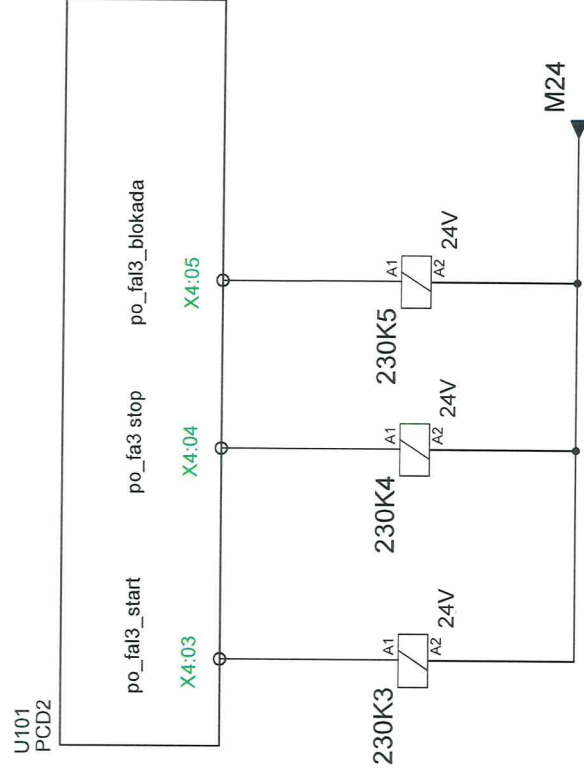 U101
PCD2
po_fal3_start
po_fa3 stop
po_fal3_blokada
X4:03
X4:04
X4:05
230K3
A1
A2
24V
230K4
A1
A2
24V
230K5
A1
A2
24V
M24